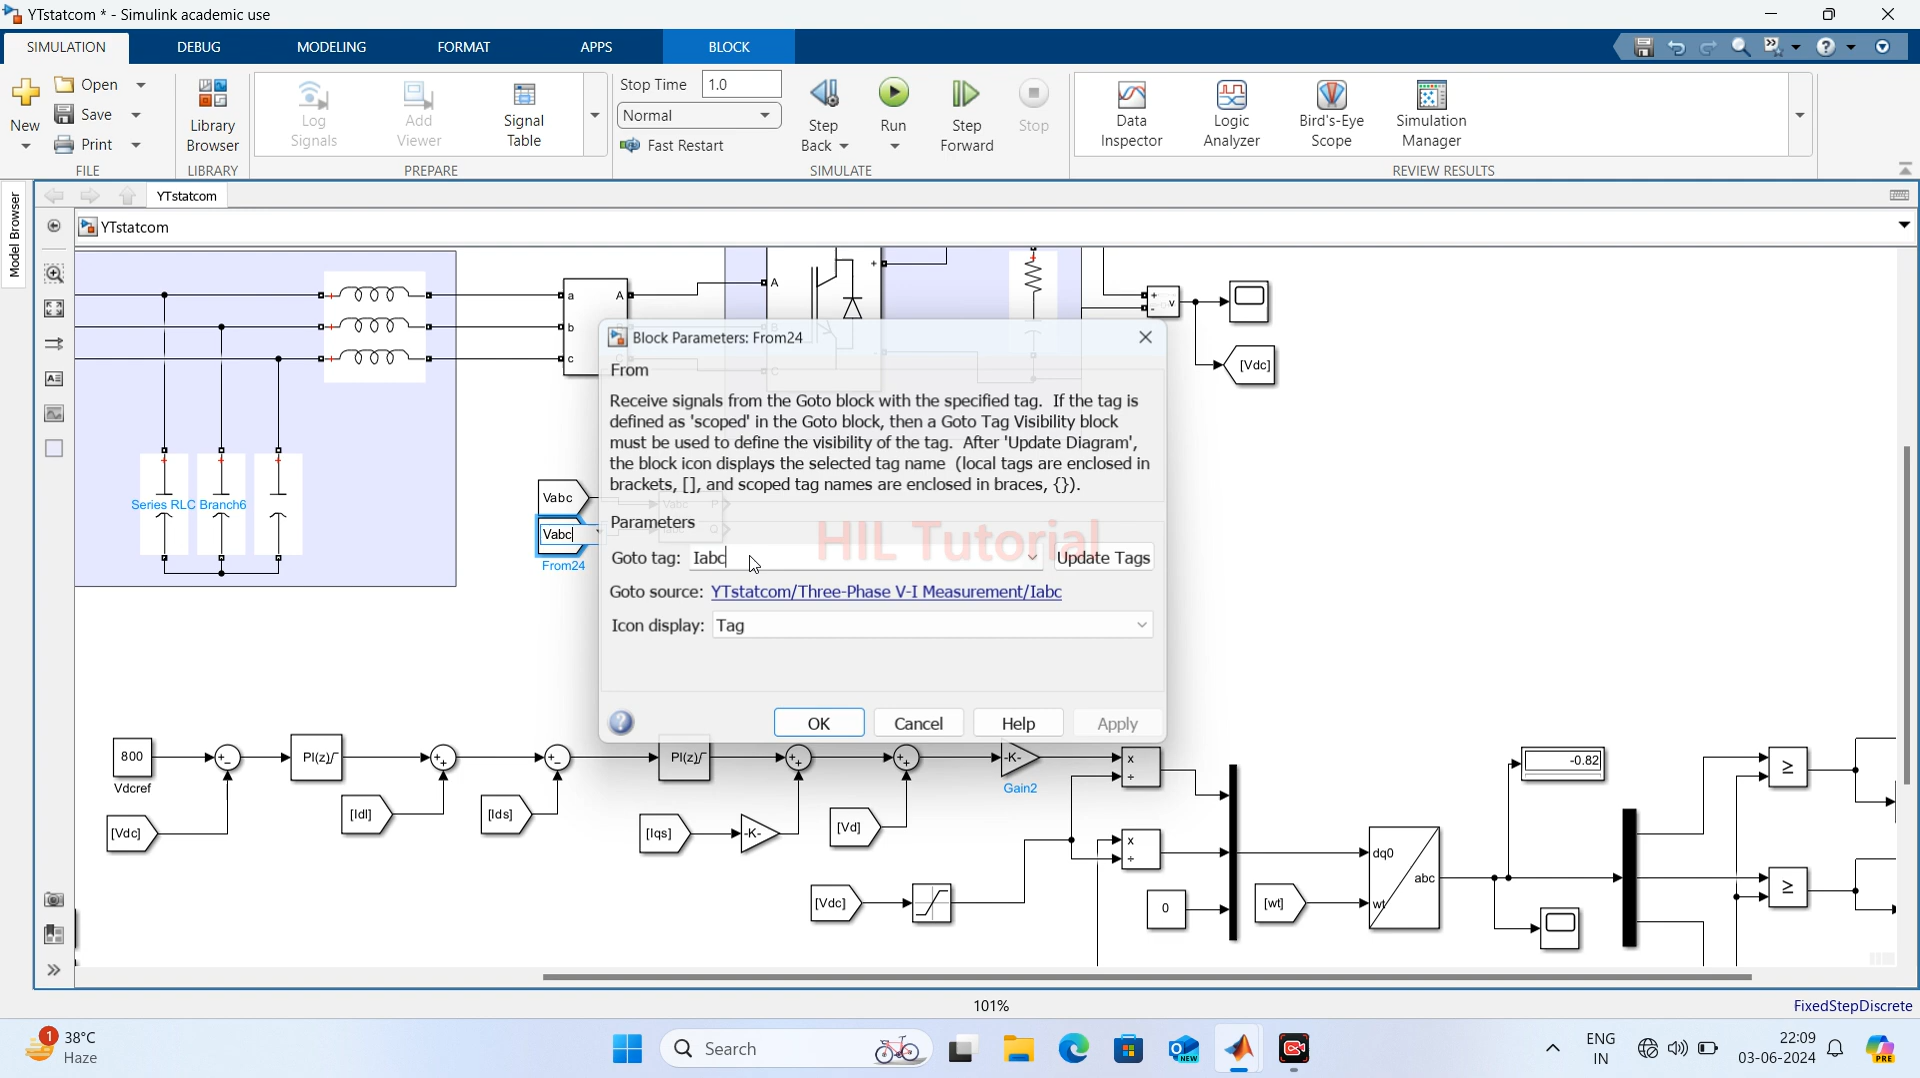 YTstatcom * - Simulink academic use
SIMULATION
DEBUG
MODELING
FORMAT
APPS
BLOCK
New
Open
Save
Print
FILE
Library
Browser
LIBRARY
Log
Signals
Add
Viewer
Signal
Table
PREPARE
Stop Time 1.0
Normal
Fast Restart
Step
Back
Run
Step
Forward
Stop
SIMULATE
Data
Inspector
Logic
Analyzer
Bird's-Eye
Scope
Simulation
Manager
REVIEW RESULTS
Model Browser
YTstatcom
YTstatcom
a
b
c
A
A
v
[Vdc]
Series RLC Branch6
Vabc
Vabc
From24
Block Parameters: From24
From
Receive signals from the Goto block with the specified tag. If the tag is
defined as 'scoped' in the Goto block, then a Goto Tag Visibility block
must be used to define the visibility of the tag. After 'Update Diagram',
the block icon displays the selected tag name (local tags are enclosed in
brackets, [], and scoped tag names are enclosed in braces, {}).
Parameters
HIL Tutorial
Goto tag: Iabc
Update Tags
Goto source: YTstatcom/Three-Phase V-I Measurement/Iabc
Icon display: Tag
OK
Cancel
Help
Apply
800
Vdcref
[Vdc]
PI(z)
[Idl]
[Ids]
PI(z)
[Iqs]
-K-
[Vd]
-K-
Gain2
x
÷
x
÷
[Vdc]
0
[wt]
dq0
wt
abc
-0.82
≥
≥
101%
FixedStepDiscrete
1
38°C
Haze
Search
NEW
ENG
IN
22:09
03-06-2024
PRE